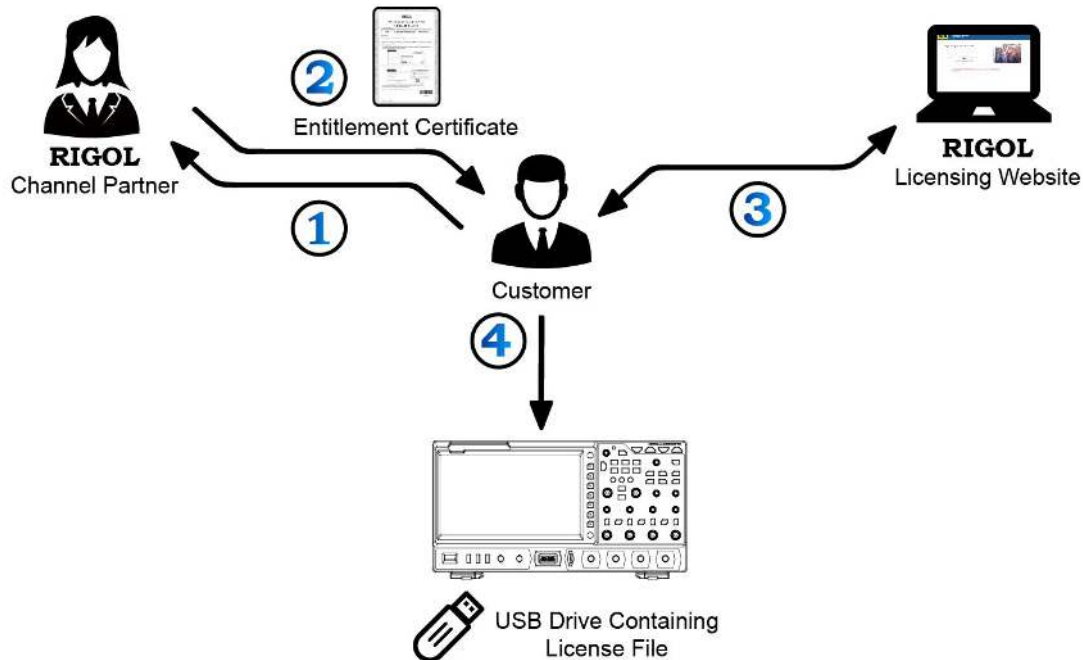 2
Entitlement Certificate
RIGOL
Channel Partner
1
RIGOL
Licensing Website
3
Customer
4
USB Drive Containing
License File